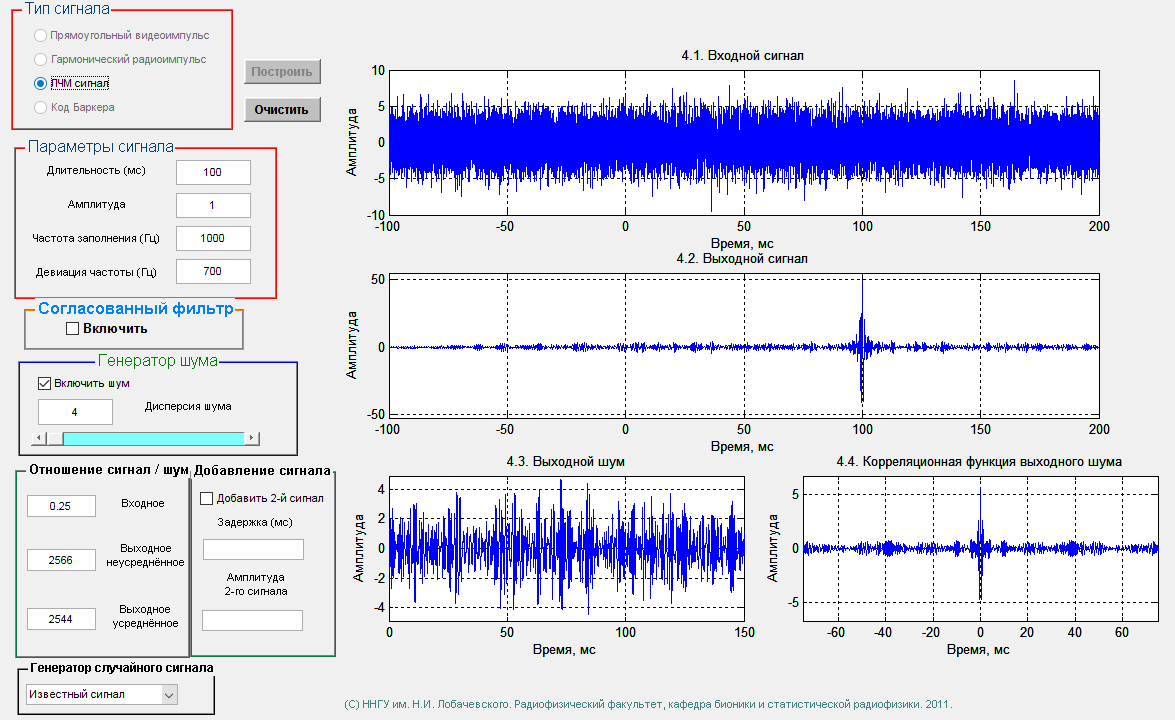 Тип сигнала
Прямоугольный видеоимпульс
Гармонический радиоимпульс
ЛЧМ сигнал
Код Баркера
Построить
Очистить
Параметры сигнала
Длительность (мс)
100
Амплитуда
1
Частота заполнения (Гц)
1000
Девиация частоты (Гц)
700
Согласованный фильтр
Включить
Генератор шума
Включить шум
4
Дисперсия шума
Отношение сигнал / шум
0.25
Входное
2566
Выходное
неусреднённое
2544
Выходное
усреднённое
Добавление сигнала
Добавить 2-й сигнал
Задержка (мс)
Амплитуда
2-го сигнала
Генератор случайного сигнала
Известный сигнал
4.1. Входной сигнал
Амплитуда
10
5
0
-5
-10
-100 -50 0 50 100 150 200
Время, мс
4.2. Выходной сигнал
Амплитуда
50
0
-50
-100 -50 0 50 100 150 200
Время, мс
4.3. Выходной шум
Амплитуда
4
2
0
-2
-4
0 50 100 150
Время, мс
4.4. Корреляционная функция выходного шума
Амплитуда
5
0
-5
-60 -40 -20 0 20 40 60
Время, мс
(С) ННГУ им. Н.И. Лобачевского. Радиофизический факультет, кафедра бионики и статистической радиофизики. 2011.